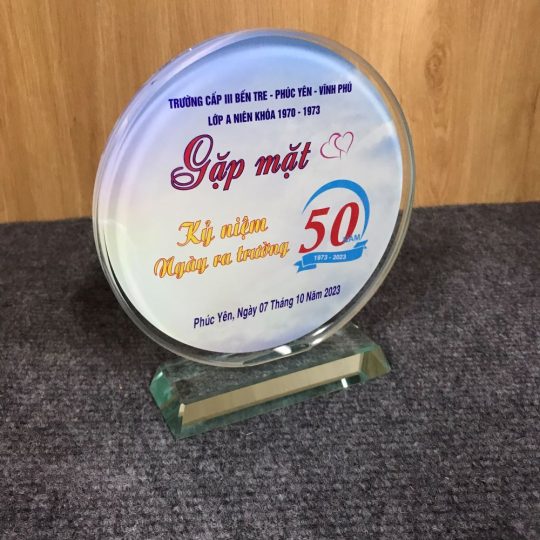 TRƯỜNG CẤP III BẾN TRE - PHÚC YÊN - VĨNH PHÚ
LỚP A NIÊN KHÓA 1970 - 1973
Gặp mặt
Kỷ niệm
Ngày ra trường
50
NĂM
1973 - 2023
Phúc Yên, Ngày 07 Tháng 10 Năm 2023